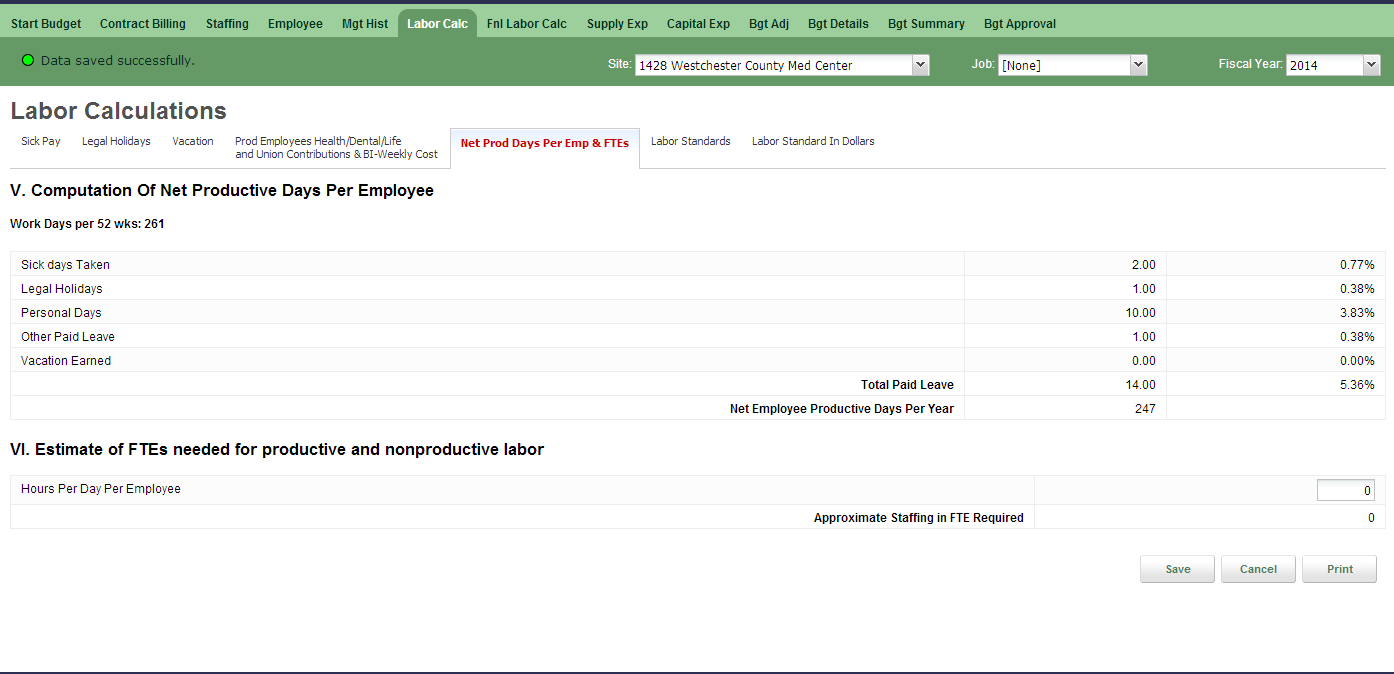 Start Budget Contract Billing Staffing Employee Mgt Hist Labor Calc Fnl Labor Calc Supply Exp Capital Exp Bgt Adj Bgt Details Bgt Summary Bgt Approval
Data saved successfully. Site: 1428 Westchester County Med Center Job: [None] Fiscal Year: 2014
Labor Calculations
Sick Pay Legal Holidays Vacation Prod Employees Health/Dental/Life
and Union Contributions & BI-Weekly Cost Net Prod Days Per Emp & FTEs Labor Standards Labor Standard In Dollars
V. Computation Of Net Productive Days Per Employee
Work Days per 52 wks: 261
Sick days Taken 2.00 0.77%
Legal Holidays 1.00 0.38%
Personal Days 10.00 3.83%
Other Paid Leave 1.00 0.38%
Vacation Earned 0.00 0.00%
Total Paid Leave 14.00 5.36%
Net Employee Productive Days Per Year 247
VI. Estimate of FTEs needed for productive and nonproductive labor
Hours Per Day Per Employee 0
Approximate Staffing in FTE Required 0
Save Cancel Print